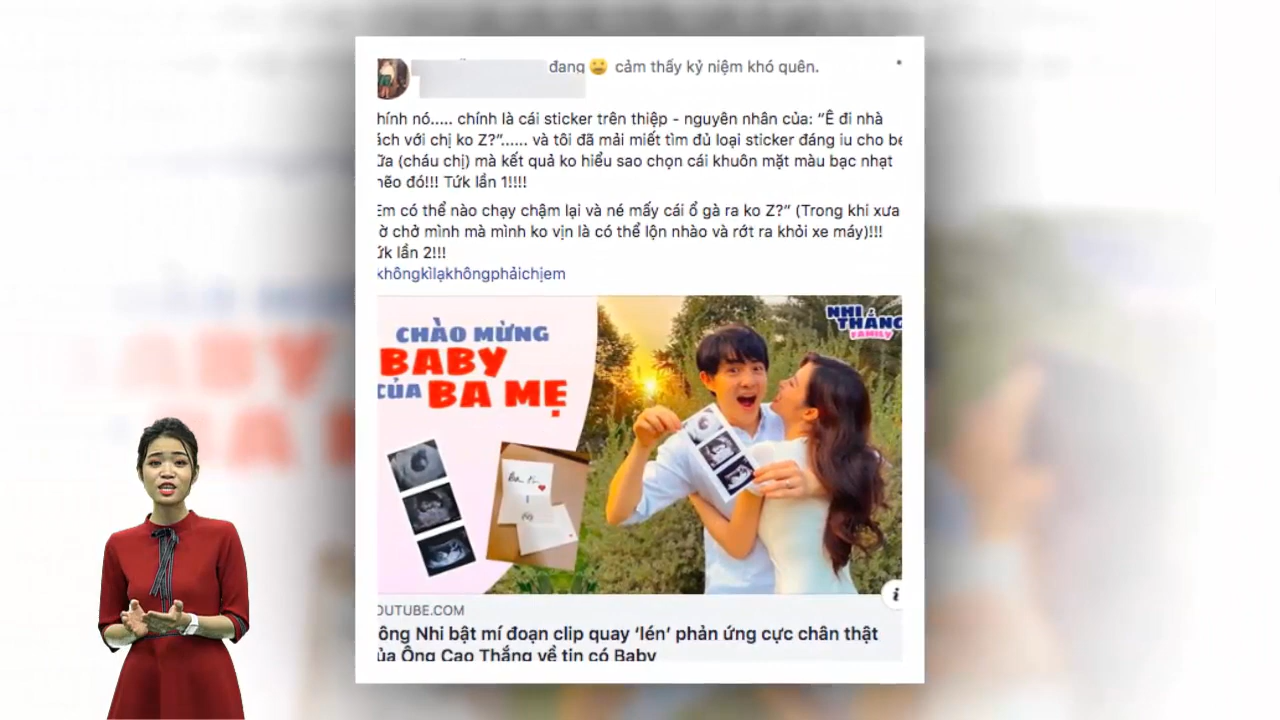 đang cảm thấy kỷ niệm khó quên.
hính nó..... chính là cái sticker trên thiệp - nguyên nhân của: “Ê đi nhà
ách với chị ko Z?”...... và tôi đã mải miết tìm đủ loại sticker đáng iu cho be
ữa (cháu chị) mà kết quả ko hiểu sao chọn cái khuôn mặt màu bạc nhạt
hẽo đó!!! Tứk lần 1!!!!
Em có thể nào chạy chậm lại và né mấy cái ổ gà ra ko Z?” (Trong khi xưa
ờ chở mình mà mình ko vịn là có thể lộn nhào và rớt ra khỏi xe máy)!!!
ứk lần 2!!!
khôngkìlạkhôngphảichịem
CHÀO MỪNG
BABY
CỦA BA MẸ
NHI
THẮNG
FAMILY
OUTUBE.COM
ông Nhi bật mí đoạn clip quay ‘lén’ phản ứng cực chân thật
ủa Ông Cao Thắng về tin có Baby